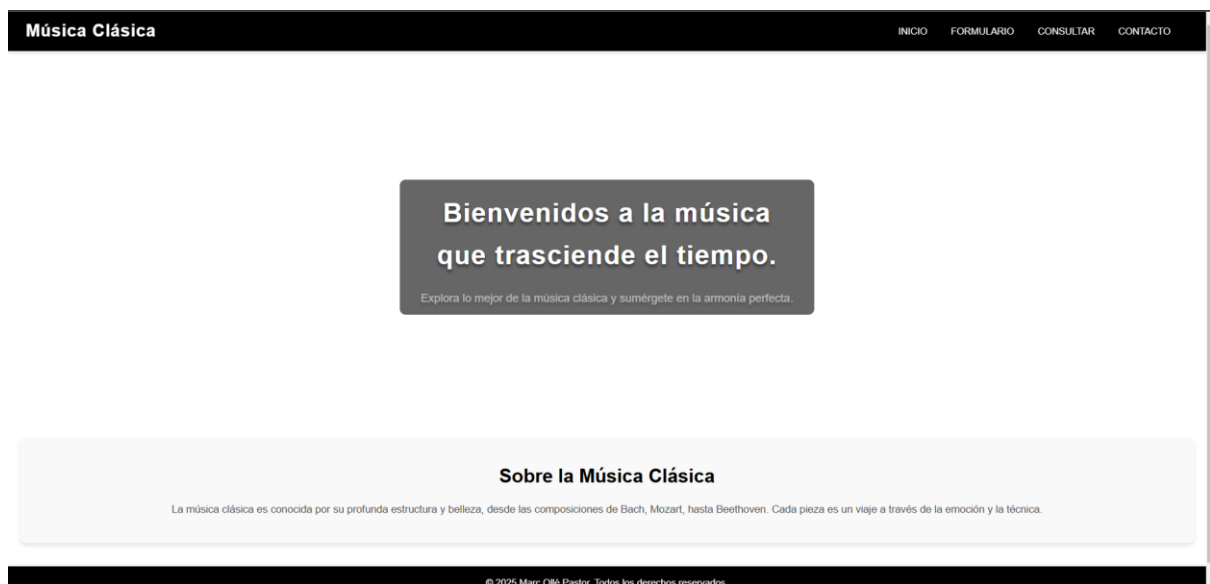 Música Clásica
INICIO FORMULARIO CONSULTAR CONTACTO
Bienvenidos a la música
que trasciende el tiempo.
Explora lo mejor de la música clásica y sumérgete en la armonía perfecta.
Sobre la Música Clásica
La música clásica es conocida por su profunda estructura y belleza, desde las composiciones de Bach, Mozart, hasta Beethoven. Cada pieza es un viaje a través de la emoción y la técnica.
© 2025 Marc Ollé Pastor. Todos los derechos reservados.